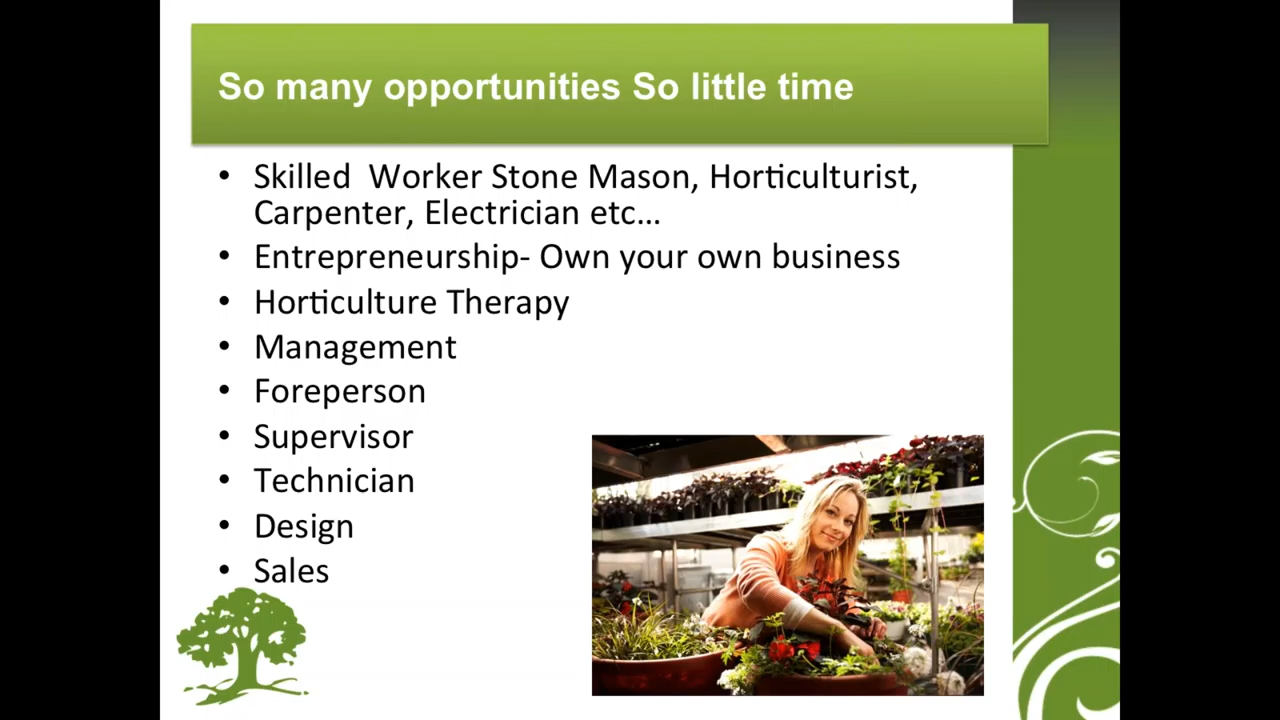 So many opportunities So little time
• Skilled  Worker Stone Mason, Horticulturist,
Carpenter, Electrician etc...
• Entrepreneurship- Own your own business
• Horticulture Therapy
• Management
• Foreperson
• Supervisor
• Technician
• Design
• Sales